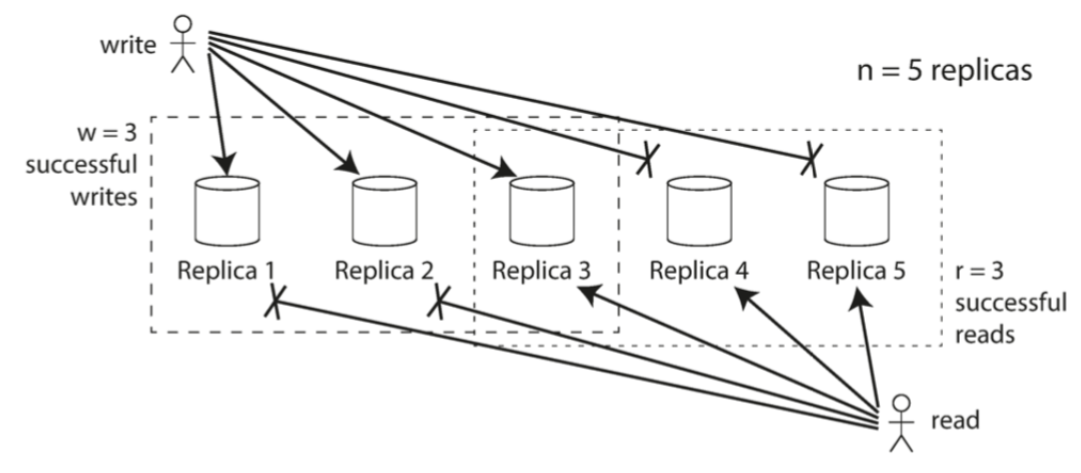 write
n = 5 replicas
w = 3
successful
writes
Replica 1
Replica 2
Replica 3
Replica 4
Replica 5
r = 3
successful
reads
read